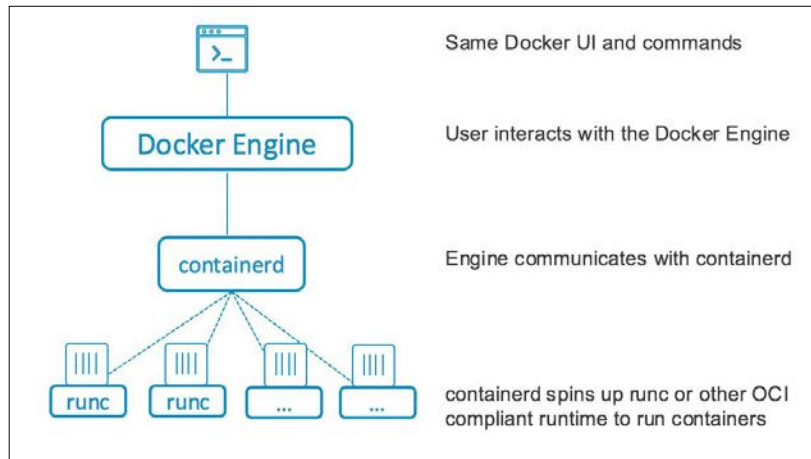 Same Docker UI and commands
Docker Engine
User interacts with the Docker Engine
containerd
Engine communicates with containerd
runc
runc
...
...
containerd spins up runc or other OCI
compliant runtime to run containers